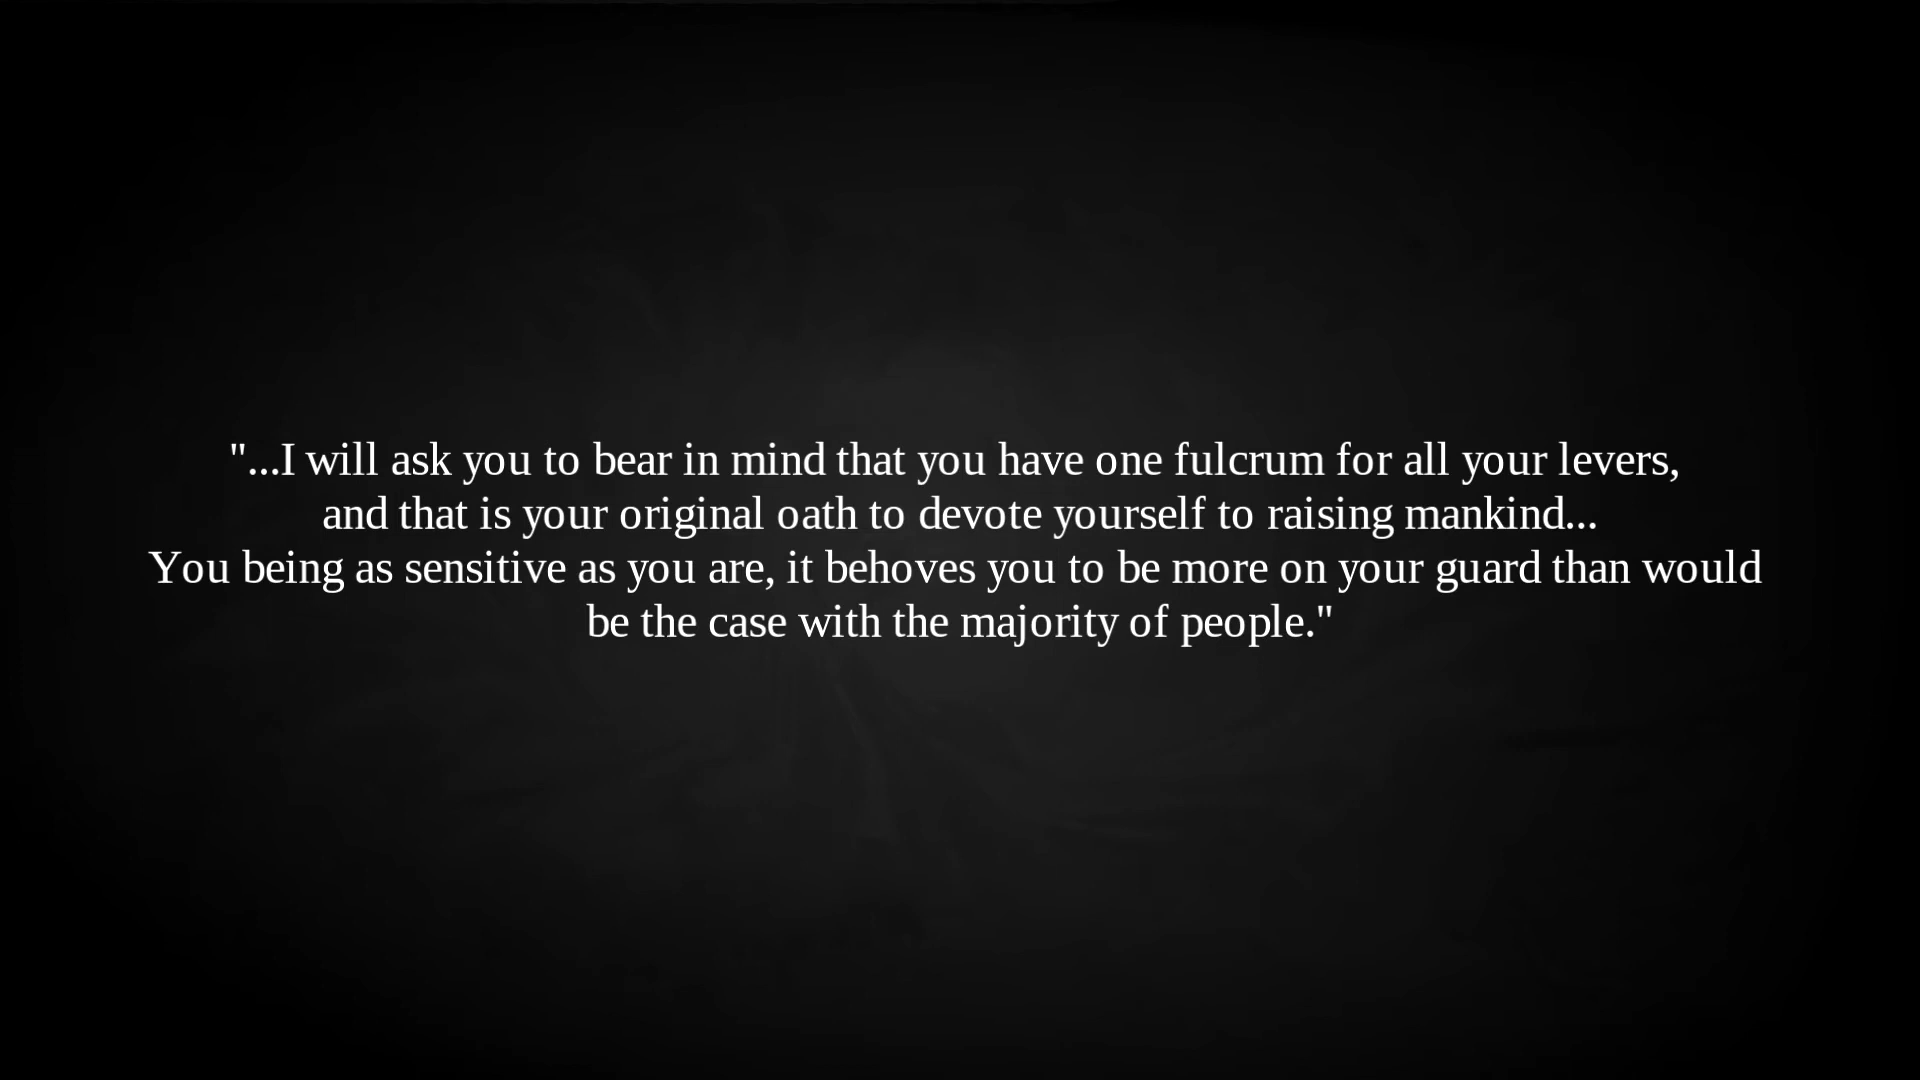 "...I will ask you to bear in mind that you have one fulcrum for all your levers,
and that is your original oath to devote yourself to raising mankind...
You being as sensitive as you are, it behoves you to be more on your guard than would
be the case with the majority of people."